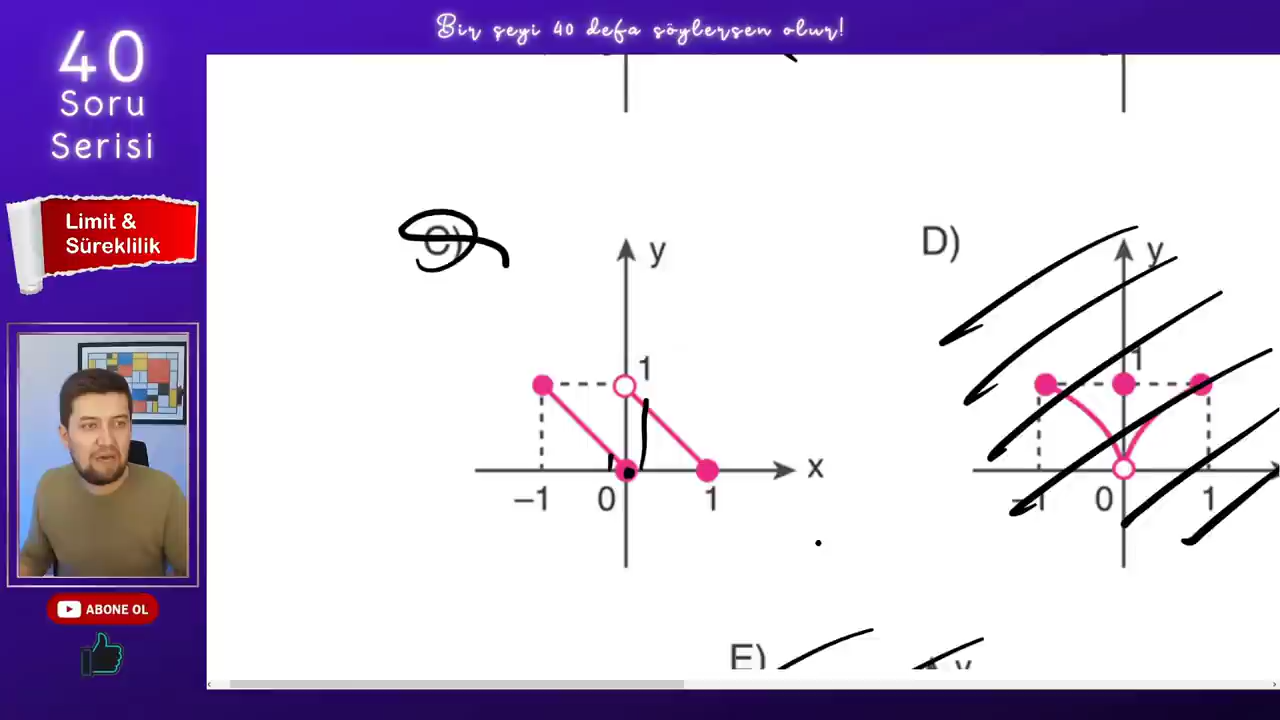 Bir şeyi 40 defa söylersen olur!
40
Soru
Serisi
Limit &
Süreklilik
ABONE OL
C)
y
1
-1
0
1
x
D)
y
1
-1
0
1
E)
y